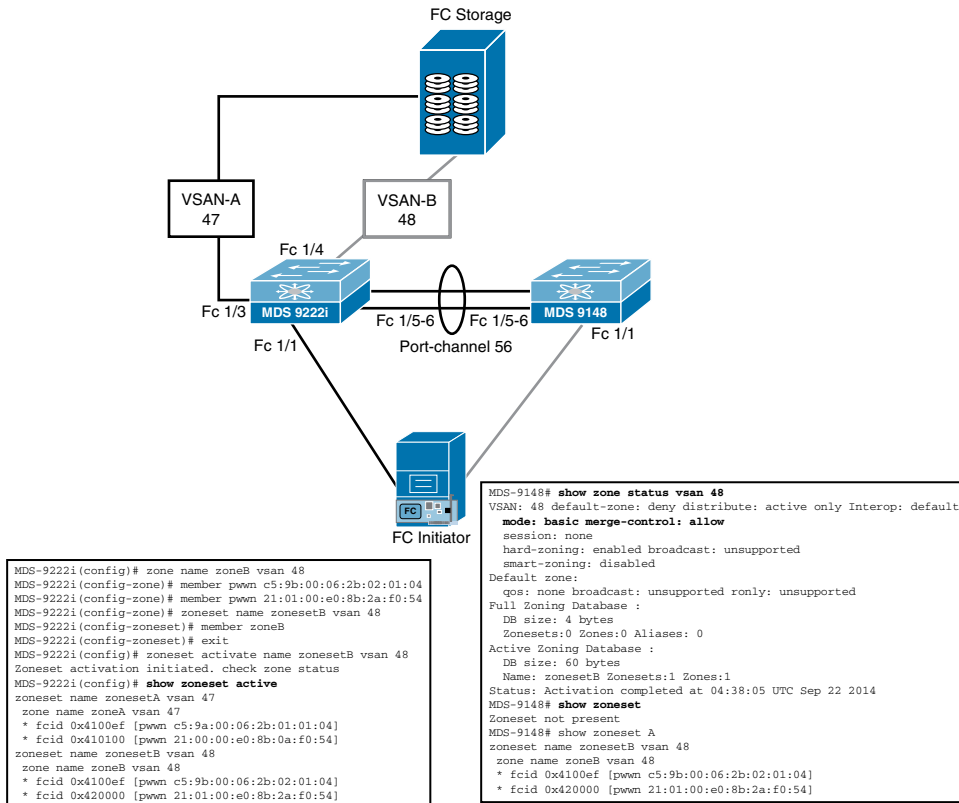 FC Storage
VSAN-A
47
VSAN-B
48
Fc 1/4
Fc 1/3
MDS 9222i
MDS 9148
Fc 1/5-6
Fc 1/5-6
Fc 1/1
Port-channel 56
Fc 1/1
FC
FC Initiator
MDS-9222i(config)# zone name zoneB vsan 48
MDS-9222i(config-zone)# member pwwn c5:9b:00:06:2b:02:01:04
MDS-9222i(config-zone)# member pwwn 21:01:00:e0:8b:2a:f0:54
MDS-9222i(config-zone)# zoneset name zonesetB vsan 48
MDS-9222i(config-zoneset)# member zoneB
MDS-9222i(config-zoneset)# exit
MDS-9222i(config)# zoneset activate name zonesetB vsan 48
Zoneset activation initiated. check zone status
MDS-9222i(config)# show zoneset active
zoneset name zonesetA vsan 47
zone name zoneA vsan 47
* fcid 0x4100ef [pwwn c5:9a:00:06:2b:01:01:04]
* fcid 0x410100 [pwwn 21:00:00:e0:8b:0a:f0:54]
zoneset name zonesetB vsan 48
zone name zoneB vsan 48
* fcid 0x4100ef [pwwn c5:9b:00:06:2b:02:01:04]
* fcid 0x420000 [pwwn 21:01:00:e0:8b:2a:f0:54]
MDS-9148# show zone status vsan 48
VSAN: 48 default-zone: deny distribute: active only Interop: default
mode: basic merge-control: allow
session: none
hard-zoning: enabled broadcast: unsupported
smart-zoning: disabled
Default zone:
qos: none broadcast: unsupported ronly: unsupported
Full Zoning Database :
DB size: 4 bytes
Zonesets:0 Zones:0 Aliases: 0
Active Zoning Database :
DB size: 60 bytes
Name: zonesetB Zonesets:1 Zones:1
Status: Activation completed at 04:38:05 UTC Sep 22 2014
MDS-9148# show zoneset
Zoneset not present
MDS-9148# show zoneset A
zoneset name zonesetB vsan 48
zone name zoneB vsan 48
* fcid 0x4100ef [pwwn c5:9b:00:06:2b:02:01:04]
* fcid 0x420000 [pwwn 21:01:00:e0:8b:2a:f0:54]